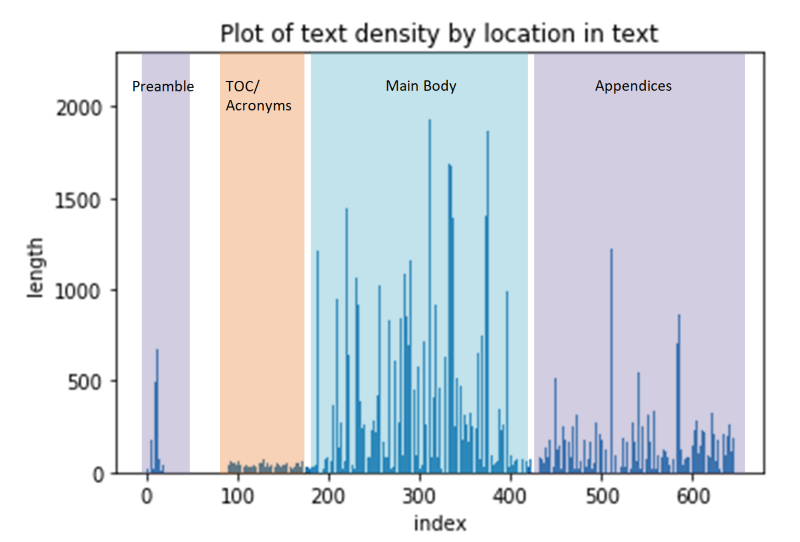 Plot of text density by location in text
Preamble
TOC/
Acronyms
Main Body
Appendices
2000
1500
1000
500
0
length
0 100 200 300 400 500 600
index